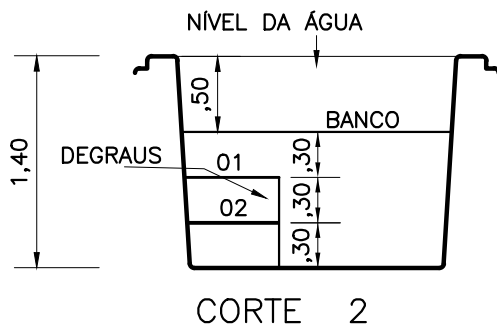 NÍVEL DA ÁGUA
,50
BANCO
1,40
DEGRAUS
01
,30
02
,30
,30
CORTE 2